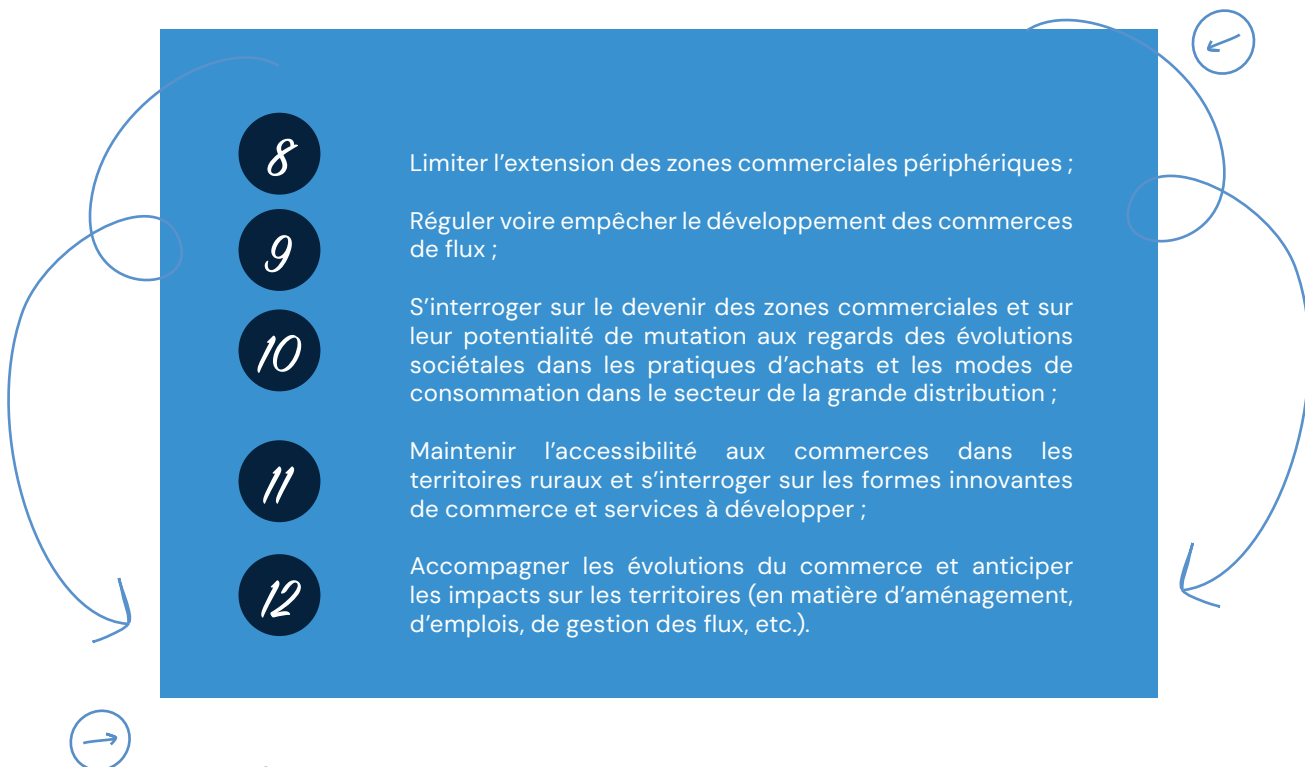 8
Limiter l'extension des zones commerciales périphériques ;
9
Réguler voire empêcher le développement des commerces
de flux ;
10
S'interroger sur le devenir des zones commerciales et sur
leur potentialité de mutation aux regards des évolutions
sociétales dans les pratiques d'achats et les modes de
consommation dans le secteur de la grande distribution ;
11
Maintenir l'accessibilité aux commerces dans les
territoires ruraux et s'interroger sur les formes innovantes
de commerce et services à développer ;
12
Accompagner les évolutions du commerce et anticiper
les impacts sur les territoires (en matière d'aménagement,
d'emplois, de gestion des flux, etc.).